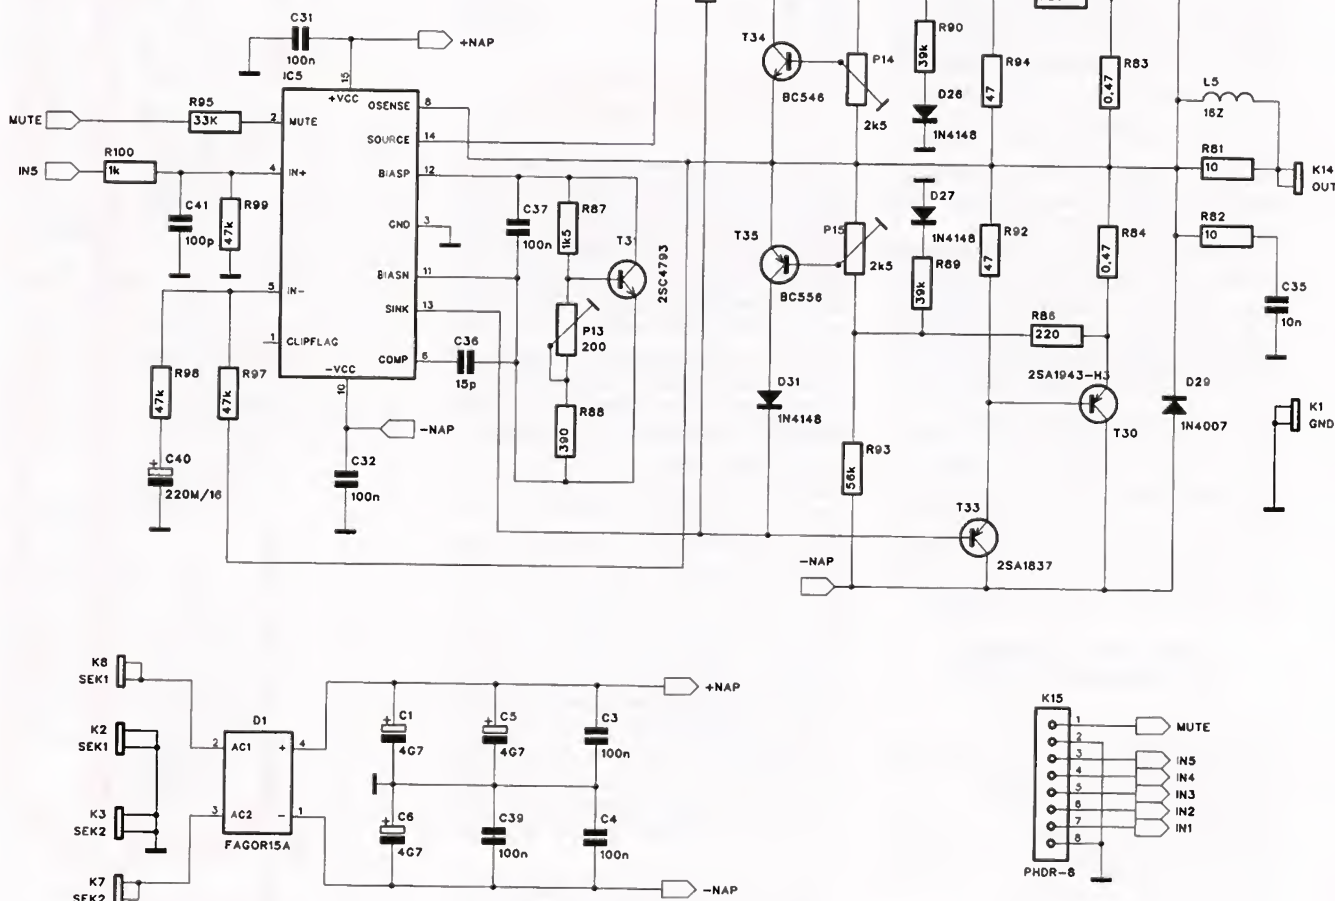 C31
100n
+NAP
IC5
15
+VCC
MUTE
R95
33K
2
MUTE
OSENSE
8
SOURCE
14
IN5
R100
1k
4
IN+
BIASP
12
C41
100p
R99
47k
GND
3
C37
100n
R87
1k5
T31
2SC4793
BIASN
11
5
IN-
SINK
13
1
CLIPFLAG
COMP
6
C36
15p
P13
200
-VCC
10
R98
47k
R97
47k
R88
390
-NAP
C40
+
220M/16
C32
100n
T34
BC546
P14
2k5
R90
39k
D26
1N4148
R94
47
R83
0.47
L5
16Z
R81
10
K14
OUT
D27
1N4148
T35
BC556
P15
2k5
R89
39k
R92
47
R84
0.47
R82
10
C35
10n
R86
220
D31
1N4148
2SA1943-H3
T30
D29
1N4007
K1
GND
R93
56k
T33
2SA1837
-NAP
K8
SEK1
K2
SEK1
K3
SEK2
K7
SEK2
D1
2
AC1
+
4
3
AC2
-
1
FAGOR15A
+
C1
4G7
+
C5
4G7
C3
100n
+NAP
+
C6
4G7
C39
100n
C4
100n
-NAP
K15
1
MUTE
2
3
IN5
4
IN4
5
IN3
6
IN2
7
IN1
8
PHDR-8